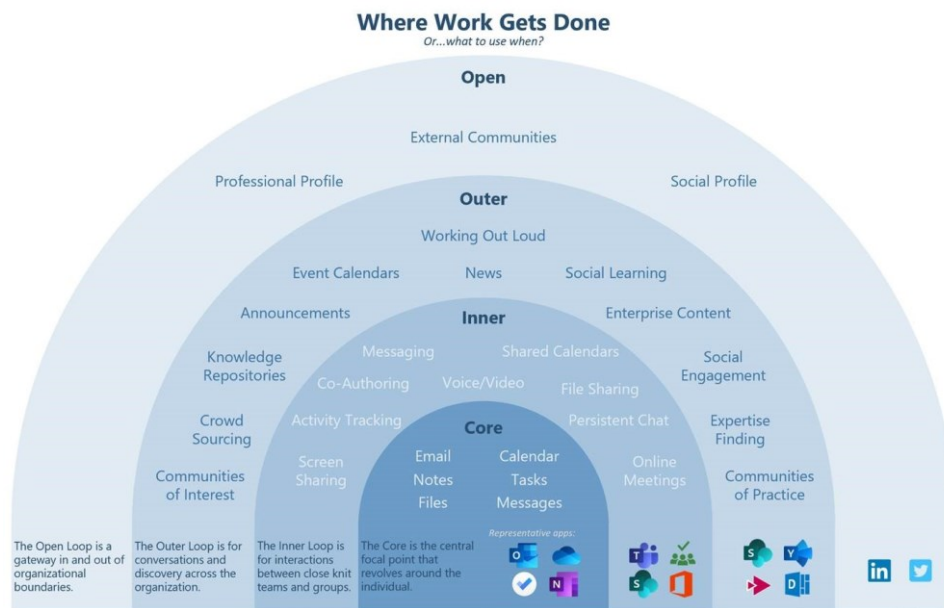 Where Work Gets Done
Or...what to use when?
Open
External Communities
Professional Profile
Social Profile
Outer
Working Out Loud
Event Calendars
News
Social Learning
Announcements
Enterprise Content
Inner
Messaging
Shared Calendars
Knowledge
Repositories
Social
Engagement
Co-Authoring
Voice/Video
File Sharing
Activity Tracking
Persistent Chat
Crowd
Sourcing
Expertise
Finding
Core
Email
Calendar
Notes
Tasks
Files
Messages
Screen
Sharing
Online
Meetings
Communities
of Interest
Communities
of Practice
Representative apps:
The Open Loop is a
gateway in and out of
organizational
boundaries.
The Outer Loop is for
conversations and
discovery across the
organization.
The Inner Loop is
for interactions
between close knit
teams and groups.
The Core is the central
focal point that
revolves around the
individual.
O
N
T
S
S
Y
D
in